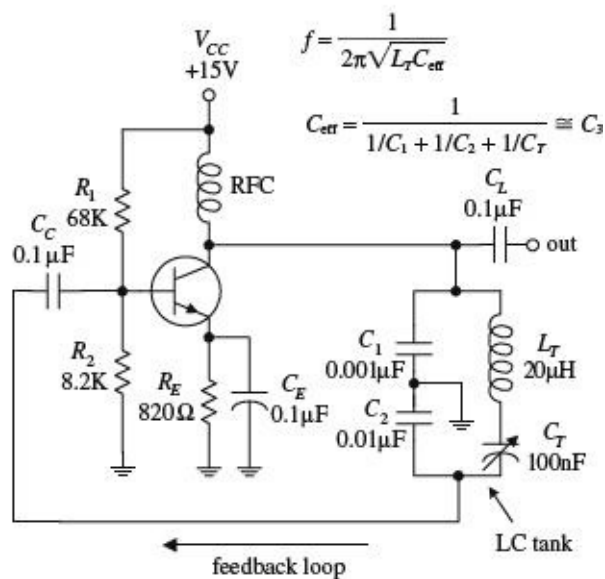 V_CC
+15V
f = 1 / 2π√L_T C_eff
C_eff = 1 / 1/C_1 + 1/C_2 + 1/C_T ≅ C_3
RFC
R_1
68K
C_C
0.1µF
C_L
0.1µF
out
R_2
8.2K
R_E
820Ω
C_E
0.1µF
C_1
0.001µF
C_2
0.01µF
L_T
20µH
C_T
100nF
LC tank
feedback loop